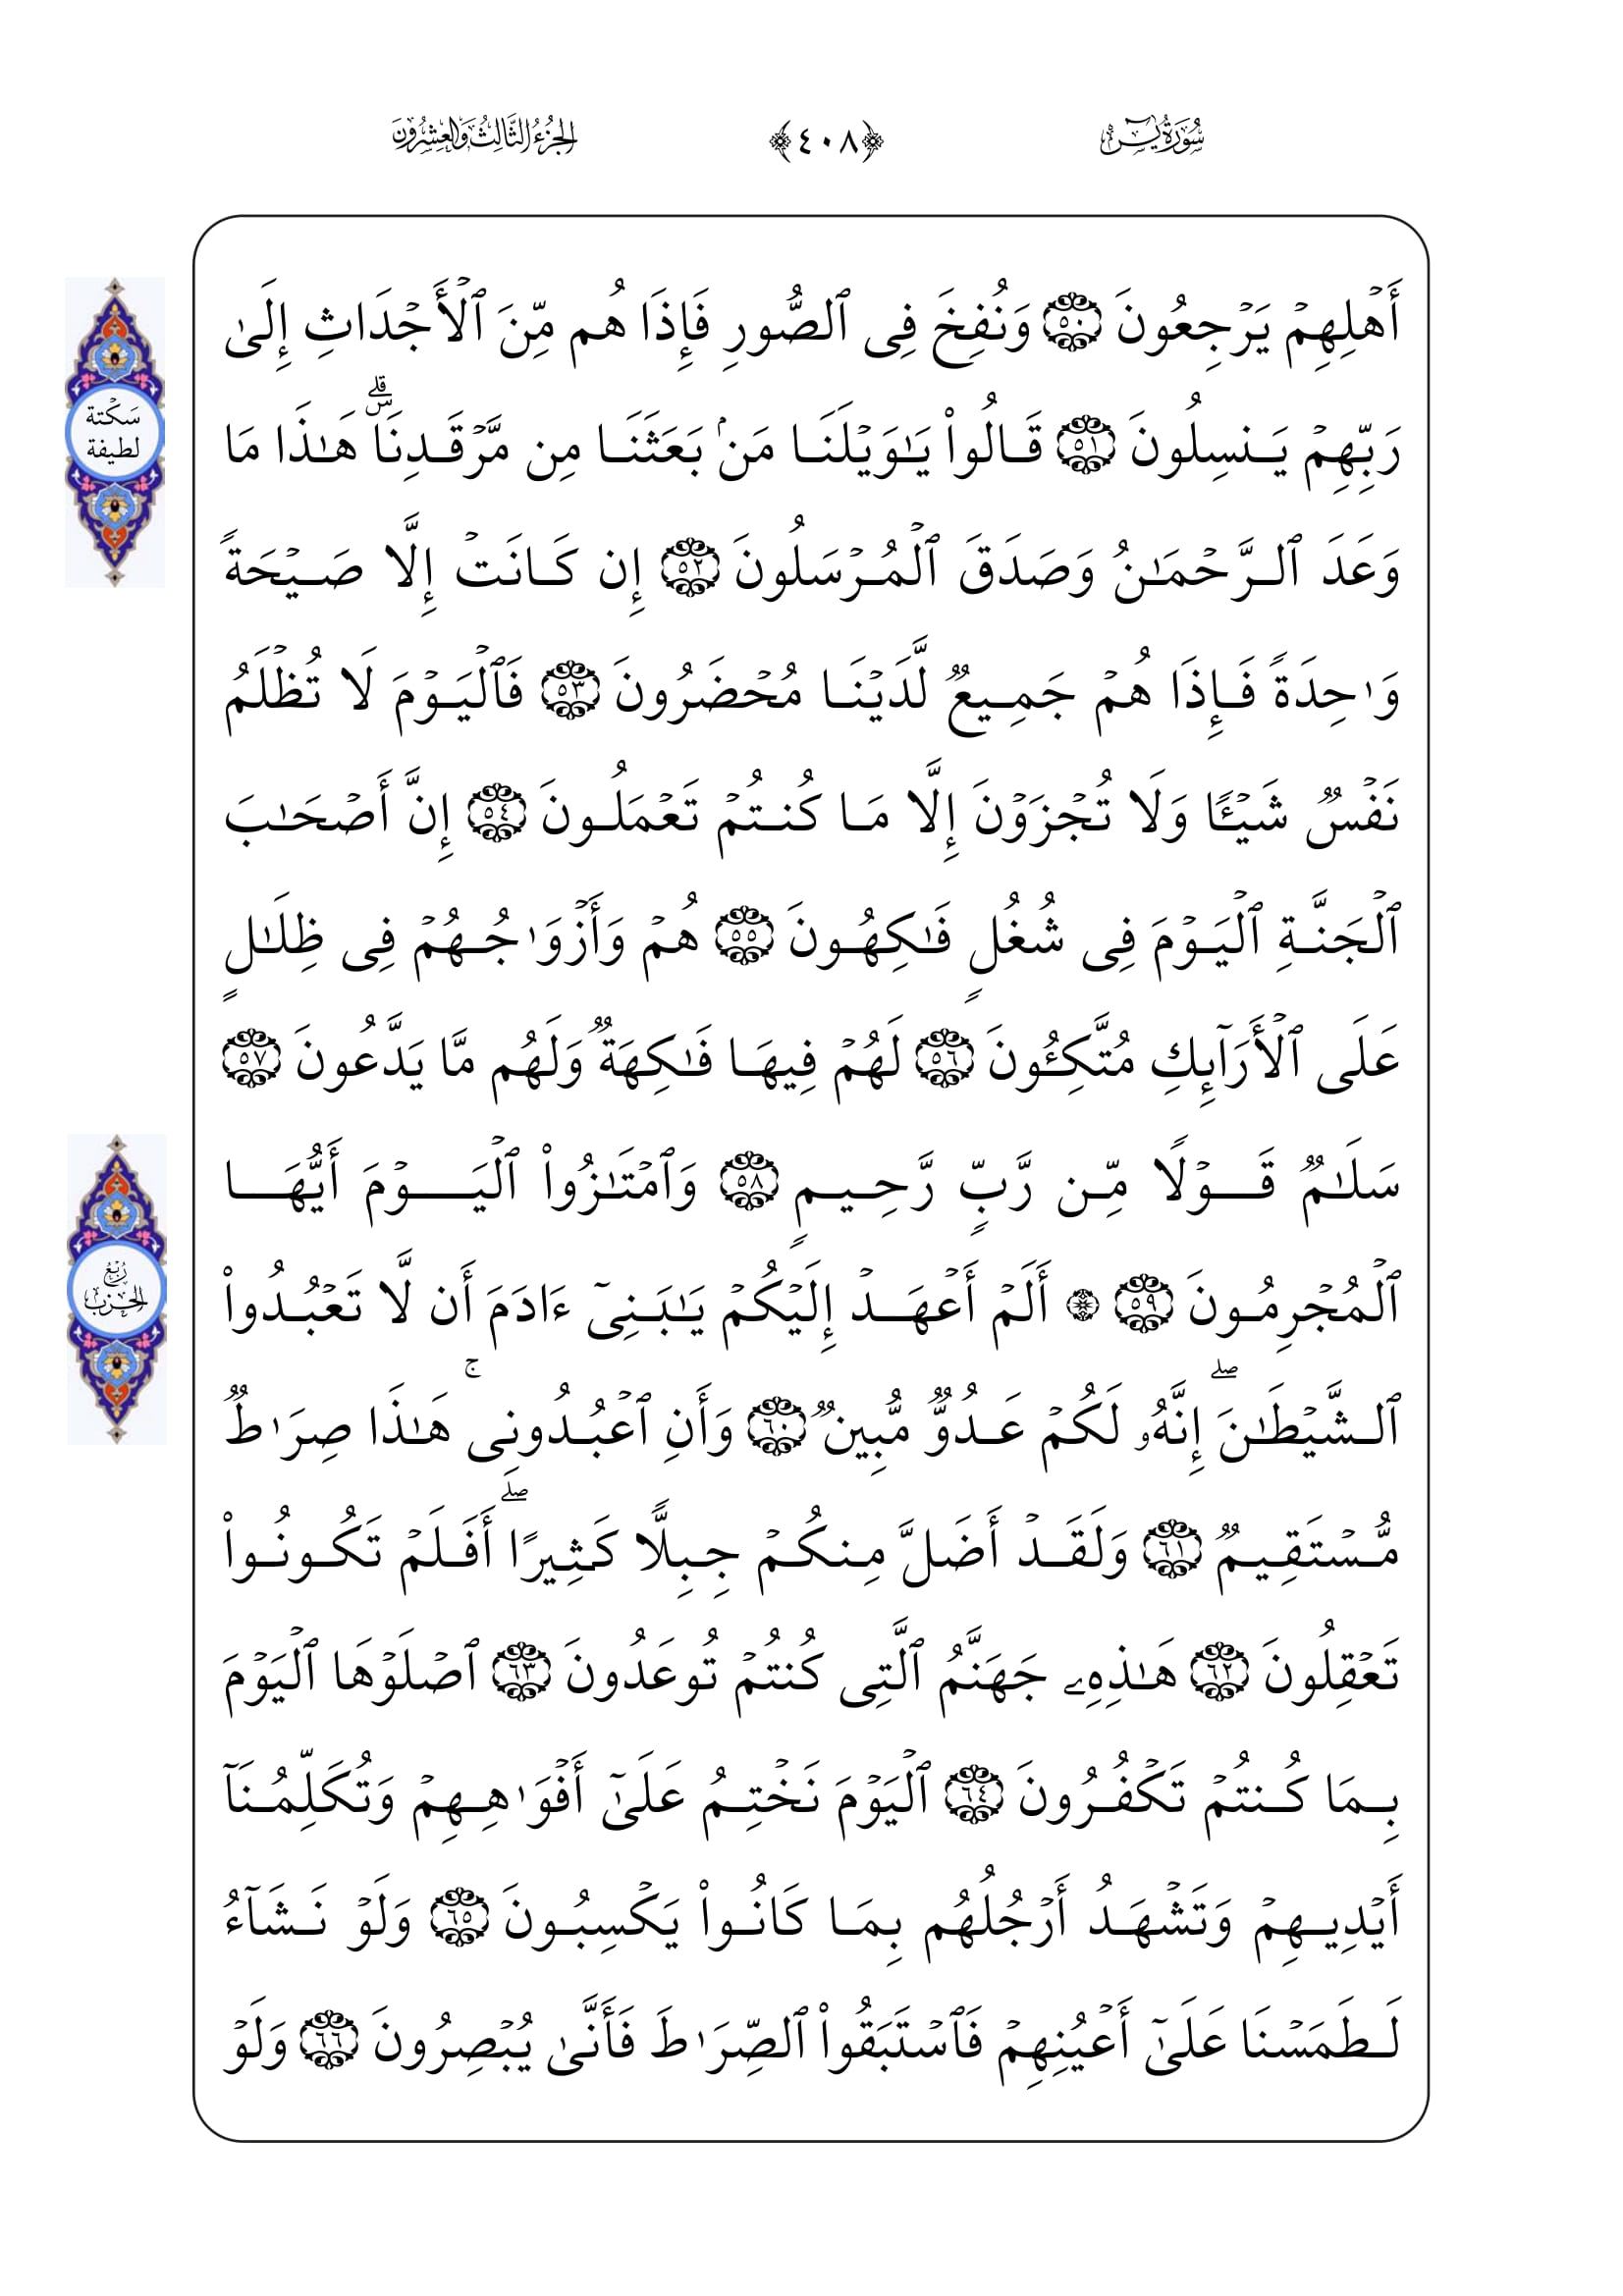 سُورَةُ يسٓ ﴿٤٠٨﴾ الجُزْءُ الثَّالِثُ وَالعِشْرُونَ
أَهۡلِهِمۡ يَرۡجِعُونَ ٥٠ وَنُفِخَ فِى ٱلصُّورِ فَإِذَا هُم مِّنَ ٱلۡأَجۡدَاثِ إِلَىٰ
رَبِّهِمۡ يَنسِلُونَ ٥١ قَالُواْ يَـٰوَيۡلَنَا مَنۢ بَعَثَنَا مِن مَّرۡقَدِنَاۜۗ هَـٰذَا مَا
سَكۡتة
لطيفة
وَعَدَ ٱلرَّحۡمَـٰنُ وَصَدَقَ ٱلۡمُرۡسَلُونَ ٥٢ إِن كَانَتۡ إِلَّا صَيۡحَةً
وَٰحِدَةً فَإِذَا هُمۡ جَمِيعٌ لَّدَيۡنَا مُحۡضَرُونَ ٥٣ فَٱلۡيَوۡمَ لَا تُظۡلَمُ
نَفۡسٌ شَيۡـًٔا وَلَا تُجۡزَوۡنَ إِلَّا مَا كُنتُمۡ تَعۡمَلُونَ ٥٤ إِنَّ أَصۡحَـٰبَ
ٱلۡجَنَّةِ ٱلۡيَوۡمَ فِى شُغُلٍ فَـٰكِهُونَ ٥٥ هُمۡ وَأَزۡوَٰجُهُمۡ فِى ظِلَـٰلٍ
عَلَى ٱلۡأَرَآئِكِ مُتَّكِـُٔونَ ٥٦ لَهُمۡ فِيهَا فَـٰكِهَةٌ وَلَهُم مَّا يَدَّعُونَ ٥٧
سَلَـٰمٌ قَوۡلًا مِّن رَّبٍّ رَّحِيمٍ ٥٨ وَٱمۡتَـٰزُواْ ٱلۡيَوۡمَ أَيُّهَا
ٱلۡمُجۡرِمُونَ ٥٩ ۞ أَلَمۡ أَعۡهَدۡ إِلَيۡكُمۡ يَـٰبَنِىٓ ءَادَمَ أَن لَّا تَعۡبُدُواْ
رُبۡعُ
الحِزۡب
ٱلشَّيۡطَـٰنَۖ إِنَّهُۥ لَكُمۡ عَدُوٌّ مُّبِينٌ ٦٠ وَأَنِ ٱعۡبُدُونِىۚ هَـٰذَا صِرَٰطٌ
مُّسۡتَقِيمٌ ٦١ وَلَقَدۡ أَضَلَّ مِنكُمۡ جِبِلًّا كَثِيرًاۖ أَفَلَمۡ تَكُونُواْ
تَعۡقِلُونَ ٦٢ هَـٰذِهِۦ جَهَنَّمُ ٱلَّتِى كُنتُمۡ تُوعَدُونَ ٦٣ ٱصۡلَوۡهَا ٱلۡيَوۡمَ
بِمَا كُنتُمۡ تَكۡفُرُونَ ٦٤ ٱلۡيَوۡمَ نَخۡتِمُ عَلَىٰٓ أَفۡوَٰهِهِمۡ وَتُكَلِّمُنَآ
أَيۡدِيهِمۡ وَتَشۡهَدُ أَرۡجُلُهُم بِمَا كَانُواْ يَكۡسِبُونَ ٦٥ وَلَوۡ نَشَآءُ
لَطَمَسۡنَا عَلَىٰٓ أَعۡيُنِهِمۡ فَٱسۡتَبَقُواْ ٱلصِّرَٰطَ فَأَنَّىٰ يُبۡصِرُونَ ٦٦ وَلَوۡ